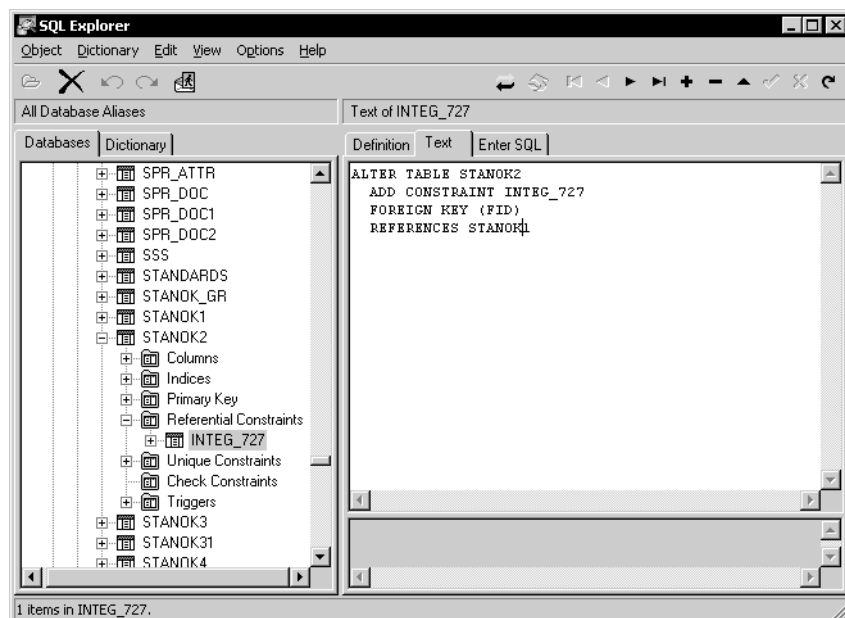 SQL Explorer
Object Dictionary Edit View Options Help
All Database Aliases
Text of INTEG_727
Databases Dictionary
Definition Text Enter SQL
SPR_ATTR
SPR_DOC
SPR_DOC1
SPR_DOC2
SSS
STANDARDS
STANOK_GR
STANOK1
STANOK2
Columns
Indices
Primary Key
Referential Constraints
INTEG_727
Unique Constraints
Check Constraints
Triggers
STANOK3
STANOK31
STANOK4
ALTER TABLE STANOK2
ADD CONSTRAINT INTEG_727
FOREIGN KEY (FID)
REFERENCES STANOK1
1 items in INTEG_727.